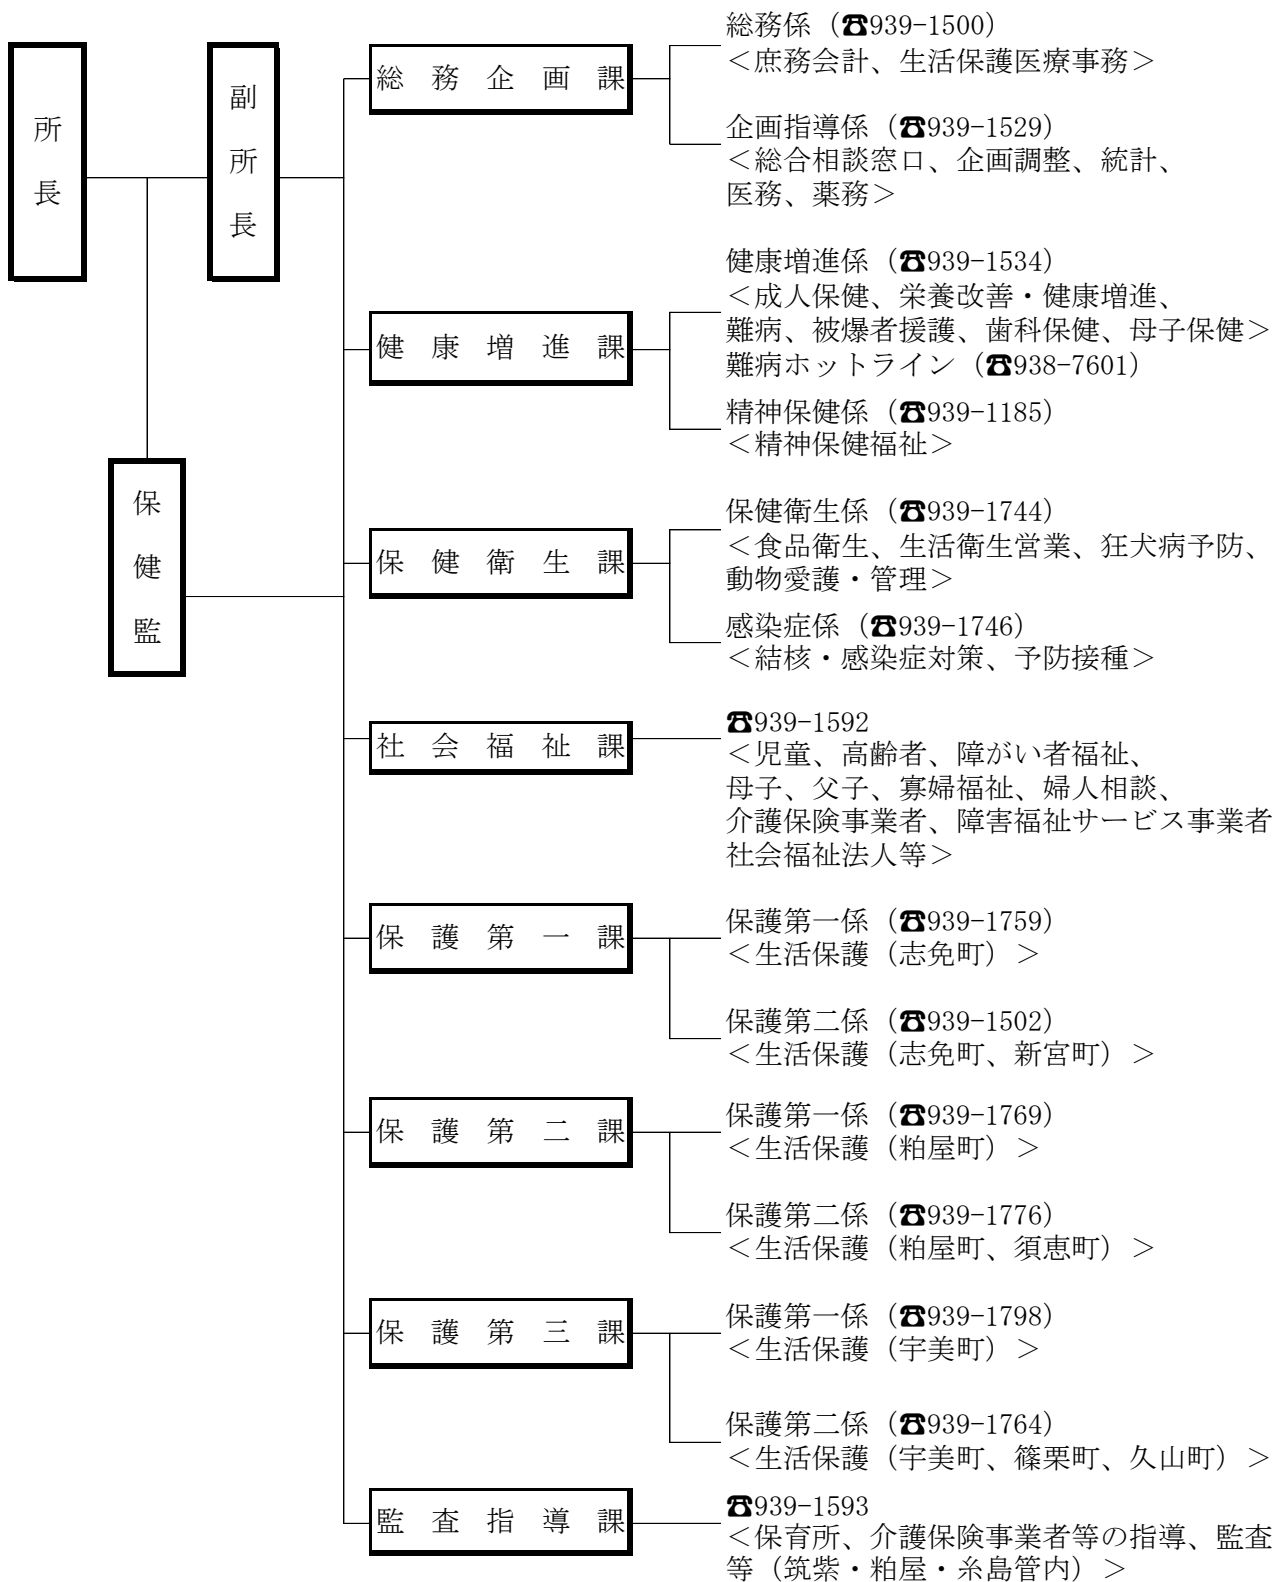 所長
副所長
保健監
総務企画課
総務係（☎939-1500）
＜庶務会計、生活保護医療事務＞
企画指導係（☎939-1529）
＜総合相談窓口、企画調整、統計、
医務、薬務＞
健康増進課
健康増進係（☎939-1534）
＜成人保健、栄養改善・健康増進、
難病、被爆者援護、歯科保健、母子保健＞
難病ホットライン（☎938-7601）
精神保健係（☎939-1185）
＜精神保健福祉＞
保健衛生課
保健衛生係（☎939-1744）
＜食品衛生、生活衛生営業、狂犬病予防、
動物愛護・管理＞
感染症係（☎939-1746）
＜結核・感染症対策、予防接種＞
社会福祉課
☎939-1592
＜児童、高齢者、障がい者福祉、
母子、父子、寡婦福祉、婦人相談、
介護保険事業者、障害福祉サービス事業者
社会福祉法人等＞
保護第一課
保護第一係（☎939-1759）
＜生活保護（志免町）＞
保護第二係（☎939-1502）
＜生活保護（志免町、新宮町）＞
保護第二課
保護第一係（☎939-1769）
＜生活保護（粕屋町）＞
保護第二係（☎939-1776）
＜生活保護（粕屋町、須恵町）＞
保護第三課
保護第一係（☎939-1798）
＜生活保護（宇美町）＞
保護第二係（☎939-1764）
＜生活保護（宇美町、篠栗町、久山町）＞
監査指導課
☎939-1593
＜保育所、介護保険事業者等の指導、監査
等（筑紫・粕屋・糸島管内）＞